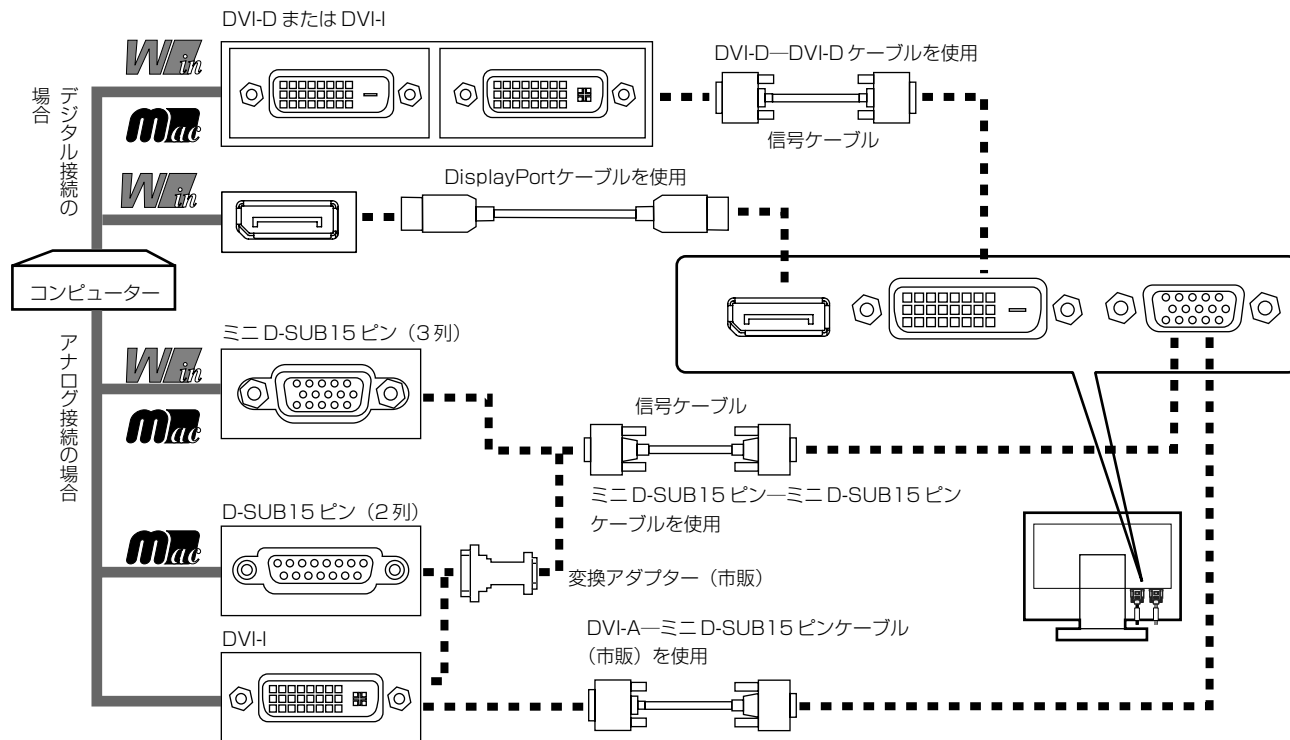 DVI-D または DVI-I
Win
Mac
デジタル接続の
場合
DVI-D―DVI-D ケーブルを使用
信号ケーブル
Win
DisplayPortケーブルを使用
コンピューター
アナログ接続の場合
ミニ D-SUB15 ピン（3 列）
Win
Mac
信号ケーブル
ミニ D-SUB15 ピン―ミニ D-SUB15 ピン
ケーブルを使用
D-SUB15 ピン（2 列）
Mac
変換アダプター（市販）
DVI-I
DVI-A―ミニ D-SUB15 ピンケーブル
（市販）を使用